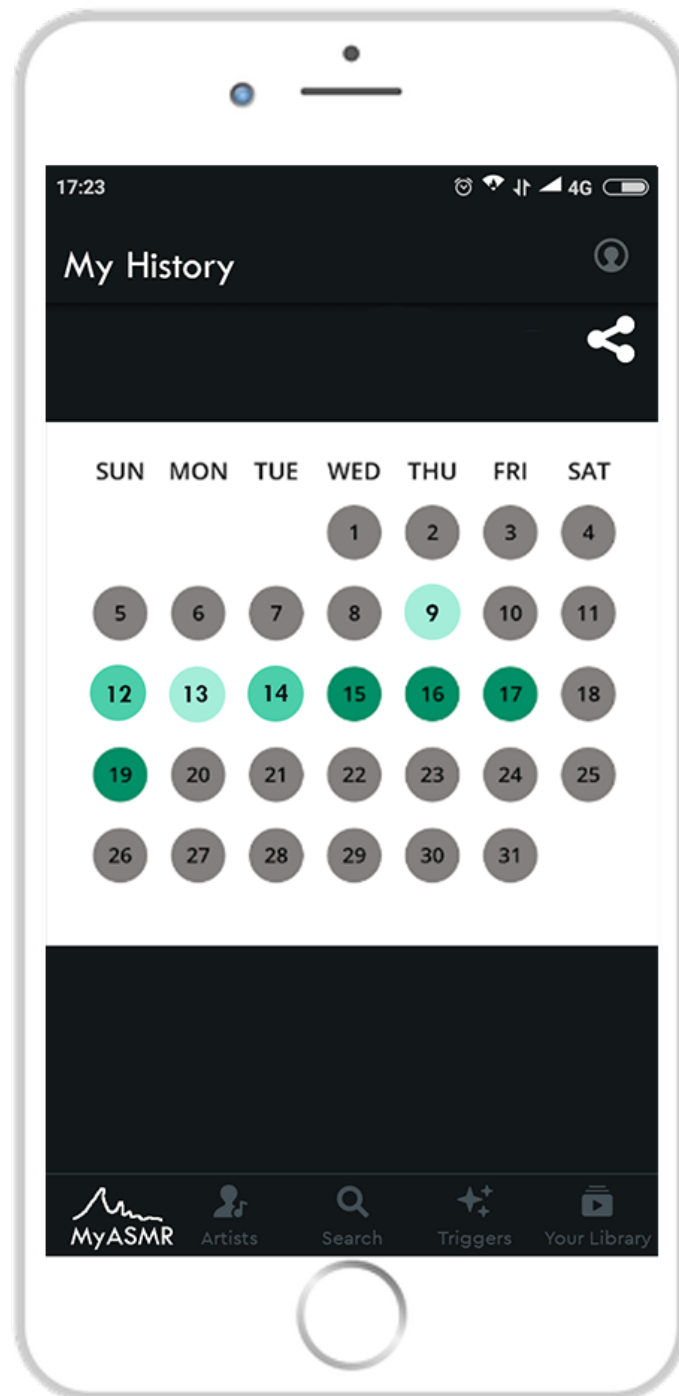 17:23 4G
My History
SUN MON TUE WED THU FRI SAT
1 2 3 4
5 6 7 8 9 10 11
12 13 14 15 16 17 18
19 20 21 22 23 24 25
26 27 28 29 30 31
MyASMR Artists Search Triggers Your Library